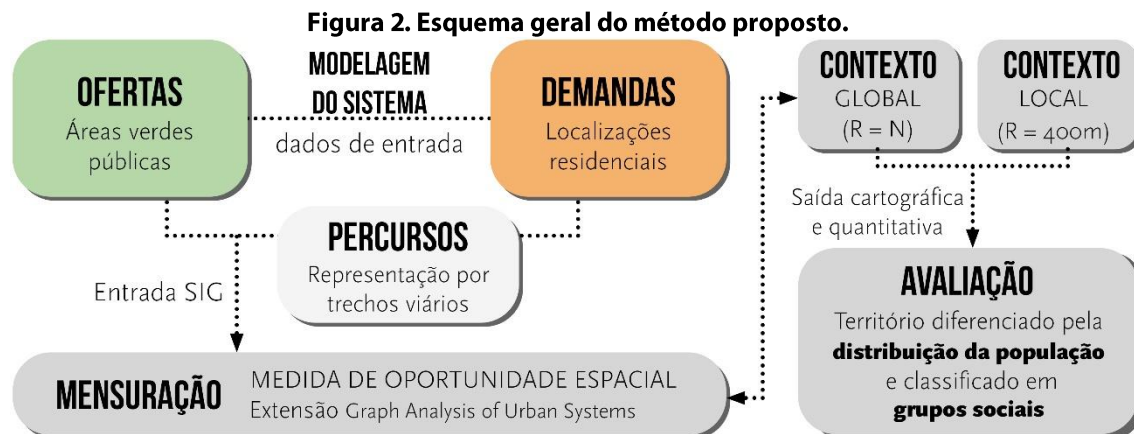 Figura 2. Esquema geral do método proposto.
OFERTAS
Áreas verdes
públicas
MODELAGEM
DO SISTEMA
dados de entrada
DEMANDAS
Localizações
residenciais
PERCURSOS
Representação por
trechos viários
Entrada SIG
MENSURAÇÃO
MEDIDA DE OPORTUNIDADE ESPACIAL
Extensão Graph Analysis of Urban Systems
CONTEXTO
GLOBAL
(R = N)
CONTEXTO
LOCAL
(R = 400m)
Saída cartográfica
e quantitativa
AVALIAÇÃO
Território diferenciado pela
distribuição da população
e classificado em
grupos sociais